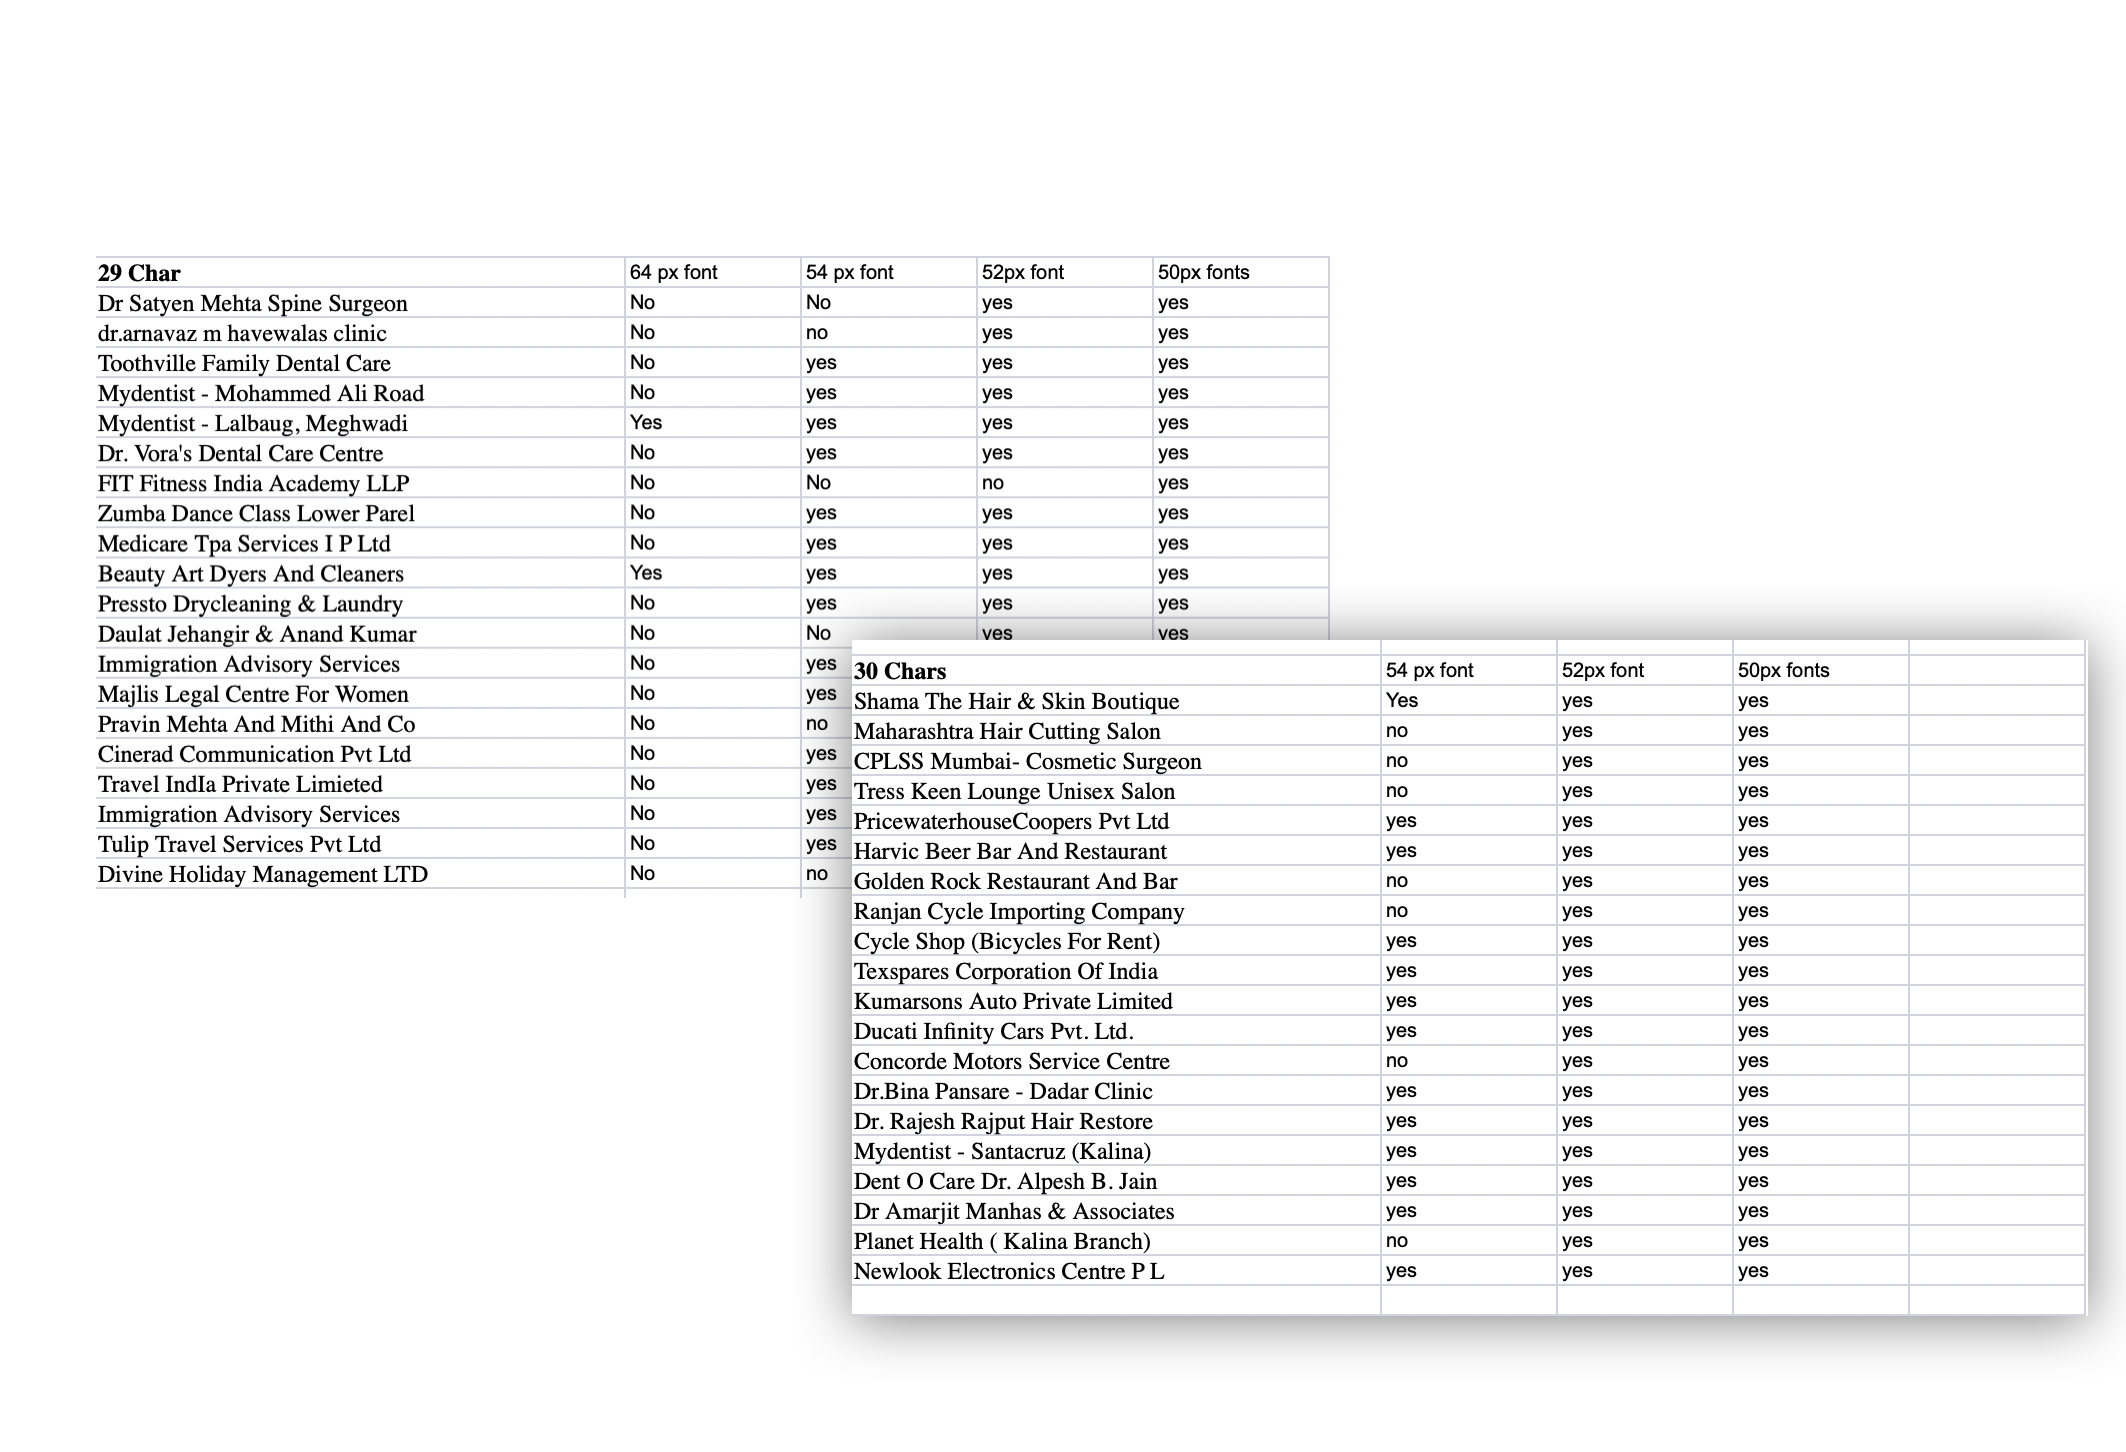 29 Char 64 px font 54 px font 52px font 50px fonts
Dr Satyen Mehta Spine Surgeon No No yes yes
dr.arnavaz m havewalas clinic No no yes yes
Toothville Family Dental Care No yes yes yes
Mydentist - Mohammed Ali Road No yes yes yes
Mydentist - Lalbaug, Meghwadi Yes yes yes yes
Dr. Vora's Dental Care Centre No yes yes yes
FIT Fitness India Academy LLP No No no yes
Zumba Dance Class Lower Parel No yes yes yes
Medicare Tpa Services I P Ltd No yes yes yes
Beauty Art Dyers And Cleaners Yes yes yes yes
Pressto Drycleaning & Laundry No yes yes yes
Daulat Jehangir & Anand Kumar No No yes yes
Immigration Advisory Services No yes
Majlis Legal Centre For Women No yes
Pravin Mehta And Mithi And Co No no
Cinerad Communication Pvt Ltd No yes
Travel IndIa Private Limieted No yes
Immigration Advisory Services No yes
Tulip Travel Services Pvt Ltd No yes
Divine Holiday Management LTD No no
30 Chars 54 px font 52px font 50px fonts
Shama The Hair & Skin Boutique Yes yes yes
Maharashtra Hair Cutting Salon no yes yes
CPLSS Mumbai- Cosmetic Surgeon no yes yes
Tress Keen Lounge Unisex Salon no yes yes
PricewaterhouseCoopers Pvt Ltd yes yes yes
Harvic Beer Bar And Restaurant yes yes yes
Golden Rock Restaurant And Bar no yes yes
Ranjan Cycle Importing Company no yes yes
Cycle Shop (Bicycles For Rent) yes yes yes
Texspares Corporation Of India yes yes yes
Kumarsons Auto Private Limited yes yes yes
Ducati Infinity Cars Pvt. Ltd. yes yes yes
Concorde Motors Service Centre no yes yes
Dr.Bina Pansare - Dadar Clinic yes yes yes
Dr. Rajesh Rajput Hair Restore yes yes yes
Mydentist - Santacruz (Kalina) yes yes yes
Dent O Care Dr. Alpesh B. Jain yes yes yes
Dr Amarjit Manhas & Associates yes yes yes
Planet Health ( Kalina Branch) no yes yes
Newlook Electronics Centre P L yes yes yes